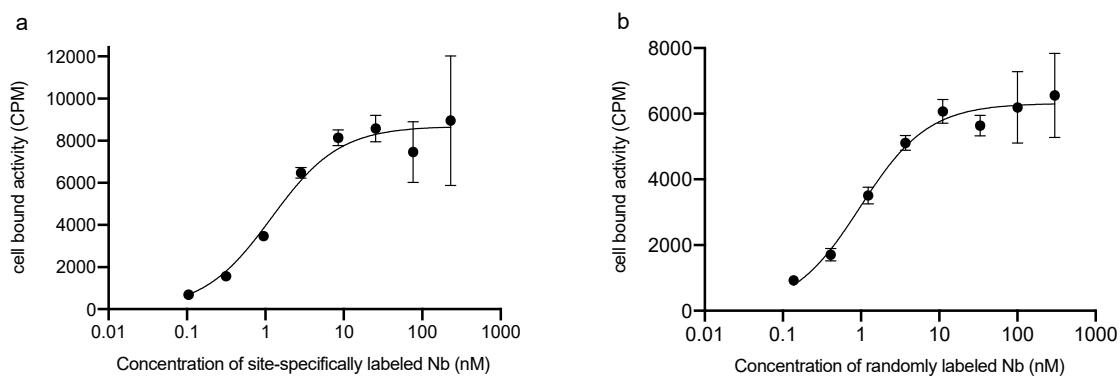 a
12000
10000
8000
6000
4000
2000
0
cell bound activity (CPM)
0.01 0.1 1 10 100 1000
Concentration of site-specifically labeled Nb (nM)
b
8000
6000
4000
2000
0
cell bound activity (CPM)
0.01 0.1 1 10 100 1000
Concentration of randomly labeled Nb (nM)